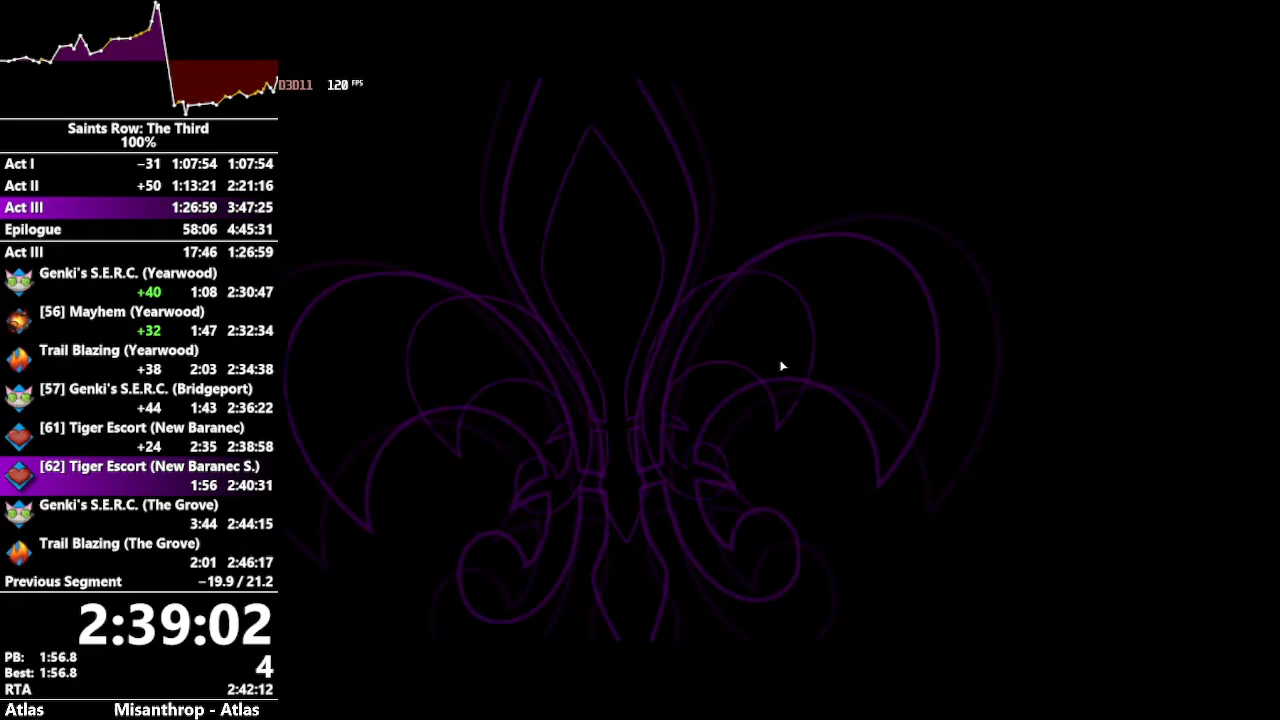 D3D11 120 FPS
Saints Row: The Third
100%
Act I −31 1:07:54 1:07:54
Act II +50 1:13:21 2:21:16
Act III 1:26:59 3:47:25
Epilogue 58:06 4:45:31
Act III 17:46 1:26:59
Genki's S.E.R.C. (Yearwood)
+40 1:08 2:30:47
[56] Mayhem (Yearwood)
+32 1:47 2:32:34
Trail Blazing (Yearwood)
+38 2:03 2:34:38
[57] Genki's S.E.R.C. (Bridgeport)
+44 1:43 2:36:22
[61] Tiger Escort (New Baranec)
+24 2:35 2:38:58
[62] Tiger Escort (New Baranec S.)
1:56 2:40:31
Genki's S.E.R.C. (The Grove)
3:44 2:44:15
Trail Blazing (The Grove)
2:01 2:46:17
Previous Segment −19.9 / 21.2
2:39:02
PB: 1:56.8
Best: 1:56.8
4
RTA 2:42:12
Atlas Misanthrop - Atlas